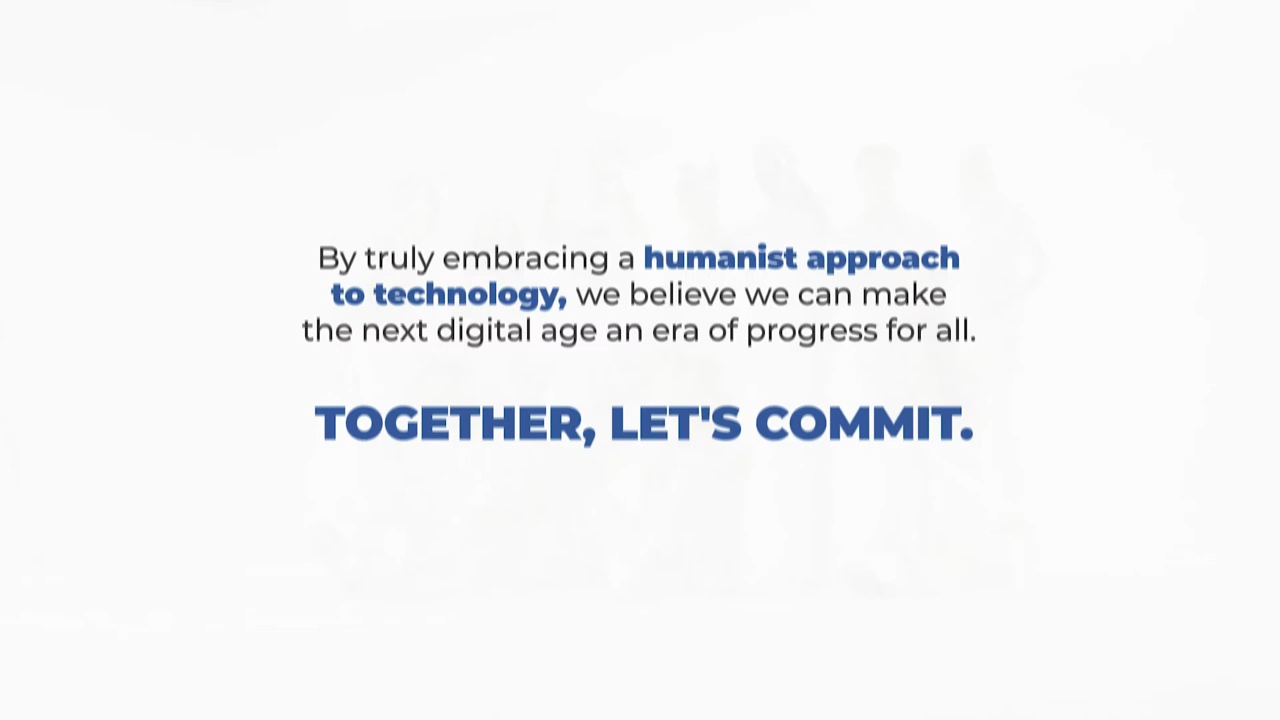 By truly embracing a humanist approach
to technology, we believe we can make
the next digital age an era of progress for all.
TOGETHER, LET'S COMMIT.